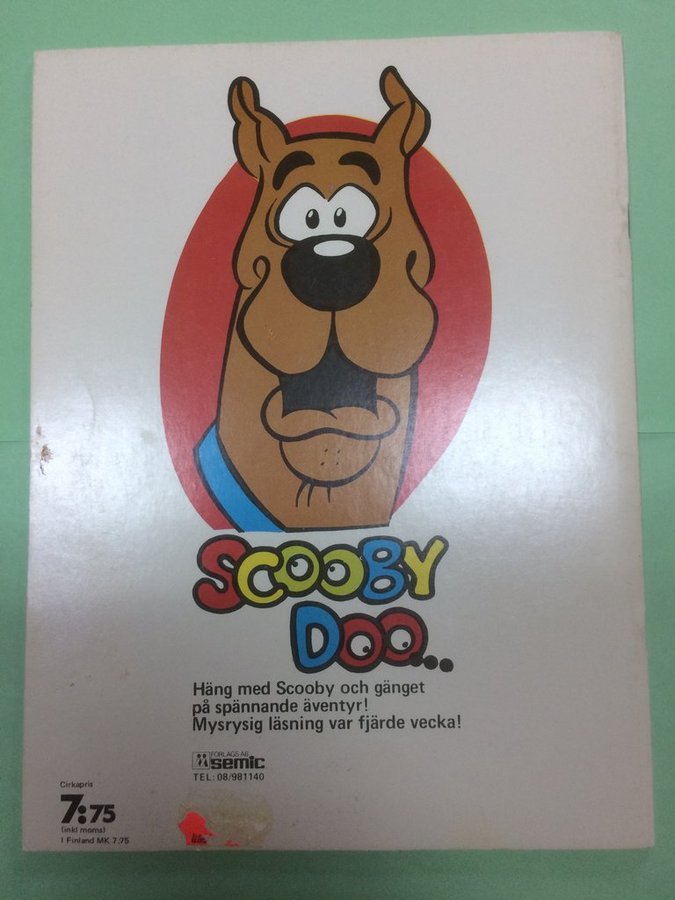 SCOOBY
DOO...
Häng med Scooby och gänget
på spännande äventyr!
Mysrysig läsning var fjärde vecka!
FÖRLAGS AB
semic
TEL: 08/981140
Cirkapris
7:75
(inkl moms)
I Finland MK 7.75